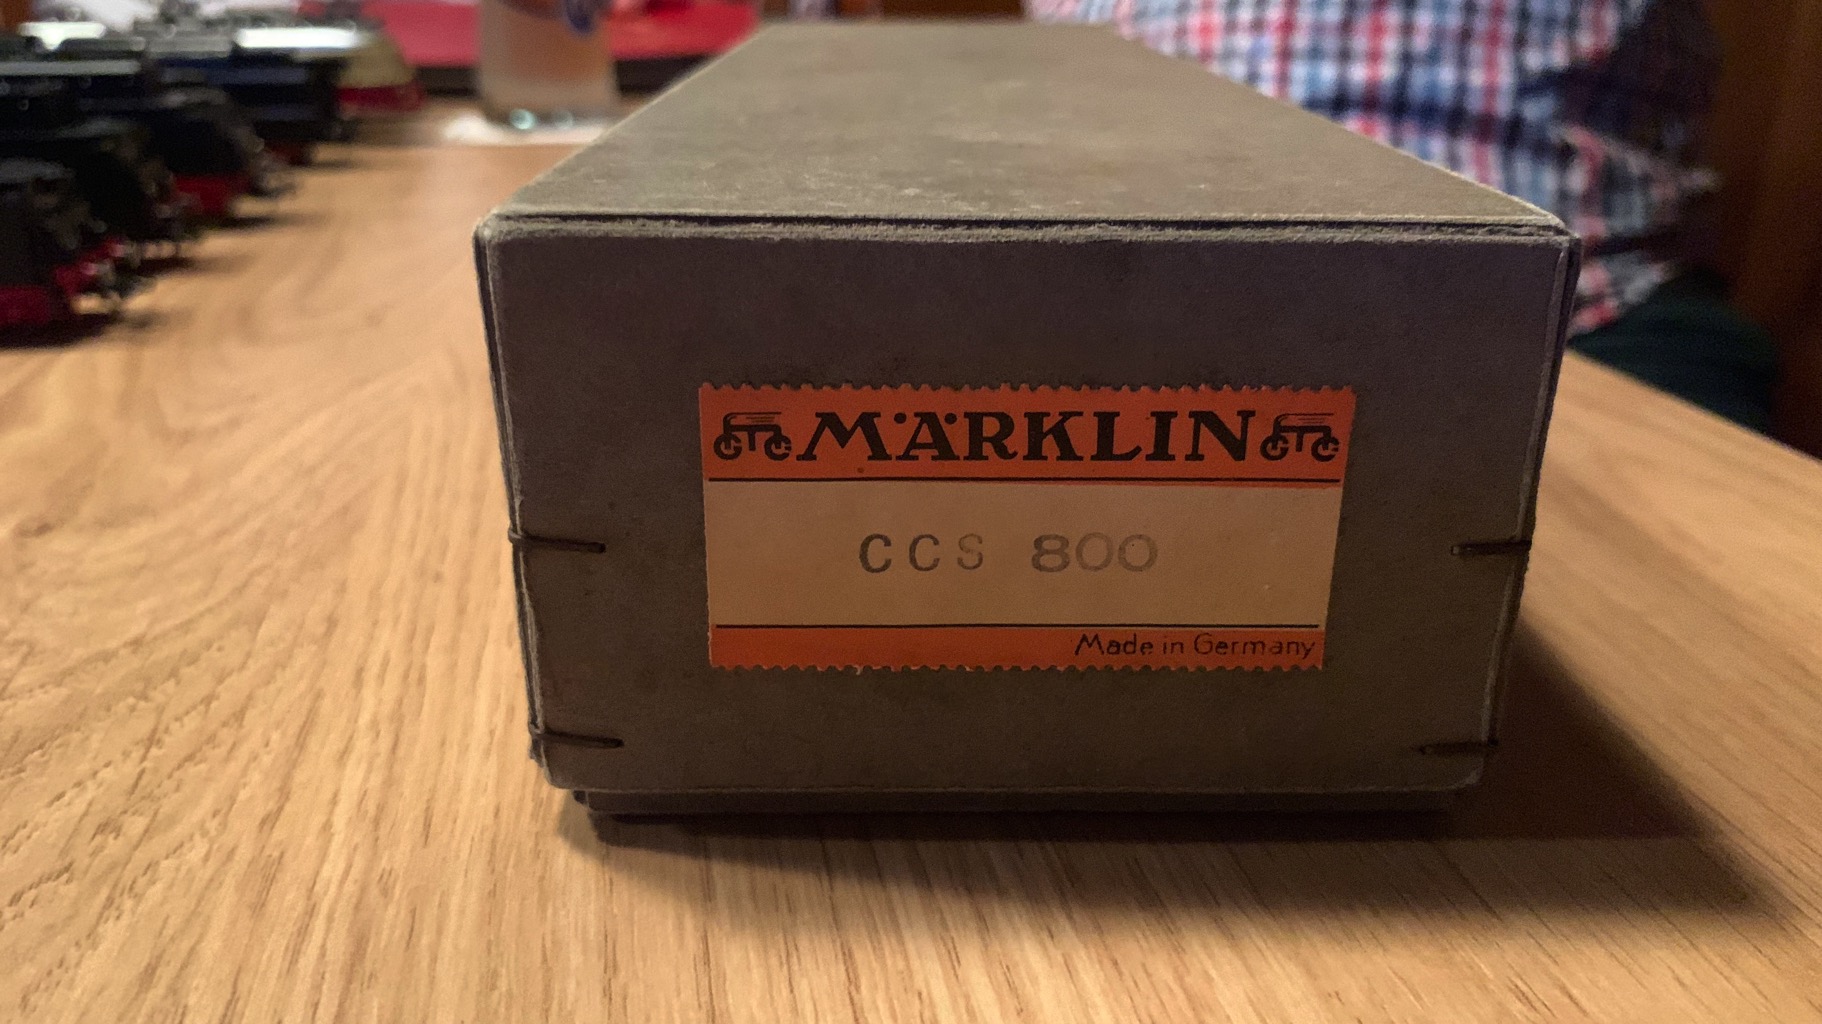 MÄRKLIN
CCS 800
Made in Germany